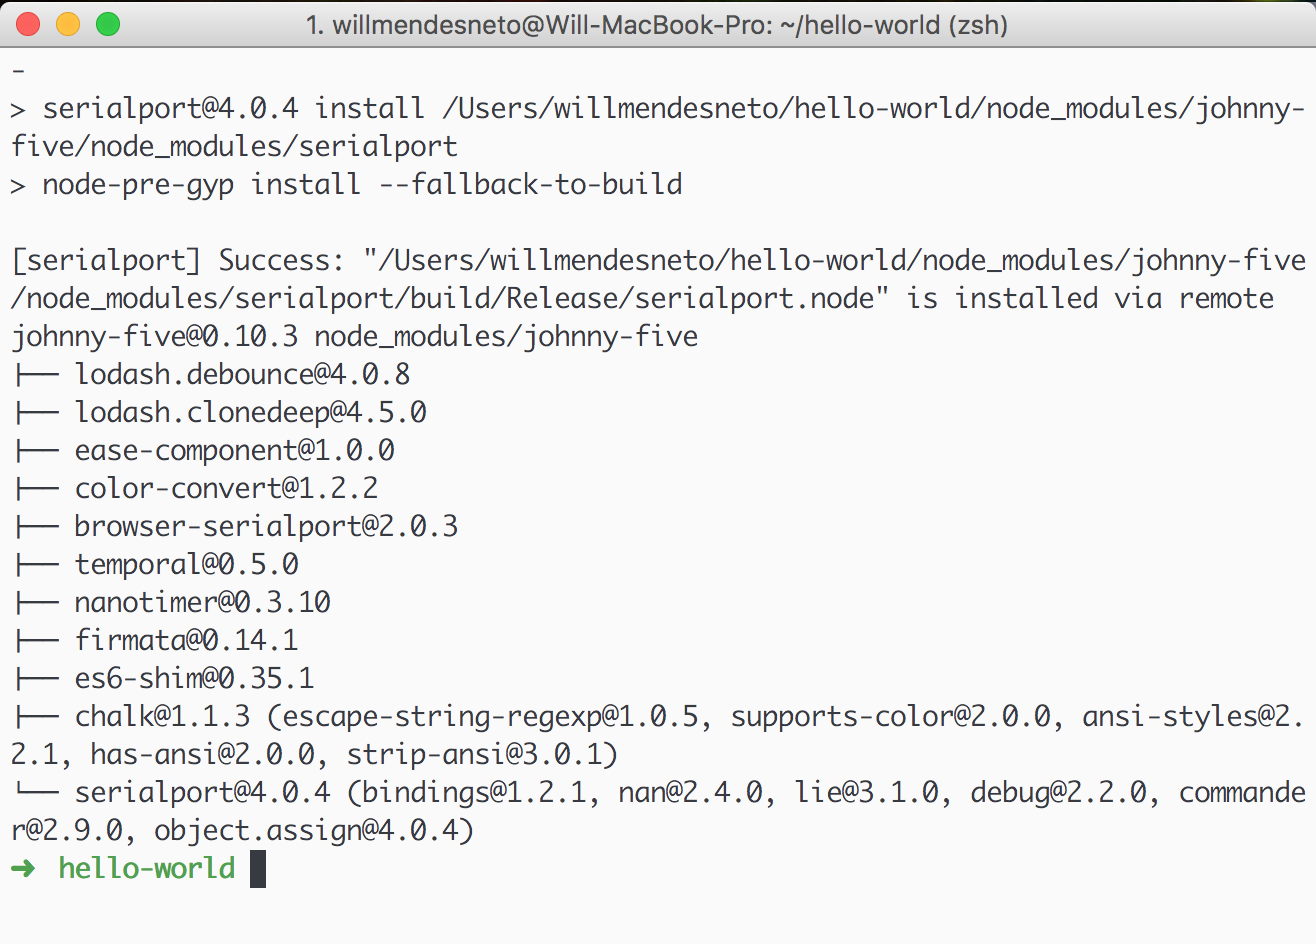 1. willmendesneto@Will-MacBook-Pro: ~/hello-world (zsh)
-
> serialport@4.0.4 install /Users/willmendesneto/hello-world/node_modules/johnny-
five/node_modules/serialport
> node-pre-gyp install --fallback-to-build
[serialport] Success: "/Users/willmendesneto/hello-world/node_modules/johnny-five
/node_modules/serialport/build/Release/serialport.node" is installed via remote
johnny-five@0.10.3 node_modules/johnny-five
├── lodash.debounce@4.0.8
├── lodash.clonedeep@4.5.0
├── ease-component@1.0.0
├── color-convert@1.2.2
├── browser-serialport@2.0.3
├── temporal@0.5.0
├── nanotimer@0.3.10
├── firmata@0.14.1
├── es6-shim@0.35.1
├── chalk@1.1.3 (escape-string-regexp@1.0.5, supports-color@2.0.0, ansi-styles@2.
2.1, has-ansi@2.0.0, strip-ansi@3.0.1)
└── serialport@4.0.4 (bindings@1.2.1, nan@2.4.0, lie@3.1.0, debug@2.2.0, commande
r@2.9.0, object.assign@4.0.4)
➜ hello-world